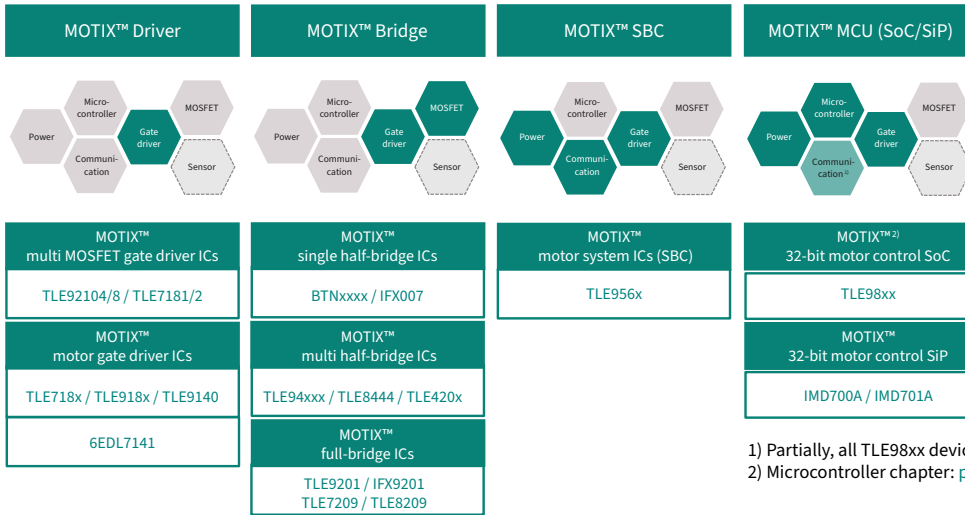 MOTIX™ Driver
Micro-
controller
MOSFET
Power
Gate
driver
Communi-
cation
Sensor
MOTIX™
multi MOSFET gate driver ICs
TLE92104/8 / TLE7181/2
MOTIX™
motor gate driver ICs
TLE718x / TLE918x / TLE9140
6EDL7141
MOTIX™ Bridge
Micro-
controller
MOSFET
Power
Gate
driver
Communi-
cation
Sensor
MOTIX™
single half-bridge ICs
BTNxxxx / IFX007
MOTIX™
multi half-bridge ICs
TLE94xxx / TLE8444 / TLE420x
MOTIX™
full-bridge ICs
TLE9201 / IFX9201
TLE7209 / TLE8209
MOTIX™ SBC
Micro-
controller
MOSFET
Power
Gate
driver
Communi-
cation
Sensor
MOTIX™
motor system ICs (SBC)
TLE956x
MOTIX™ MCU (SoC/SiP)
Micro-
controller
MOSFET
Power
Gate
driver
Communi-
cation 1)
Sensor
MOTIX™ 2)
32-bit motor control SoC
TLE98xx
MOTIX™
32-bit motor control SiP
IMD700A / IMD701A
1) Partially, all TLE98xx devic
2) Microcontroller chapter: p